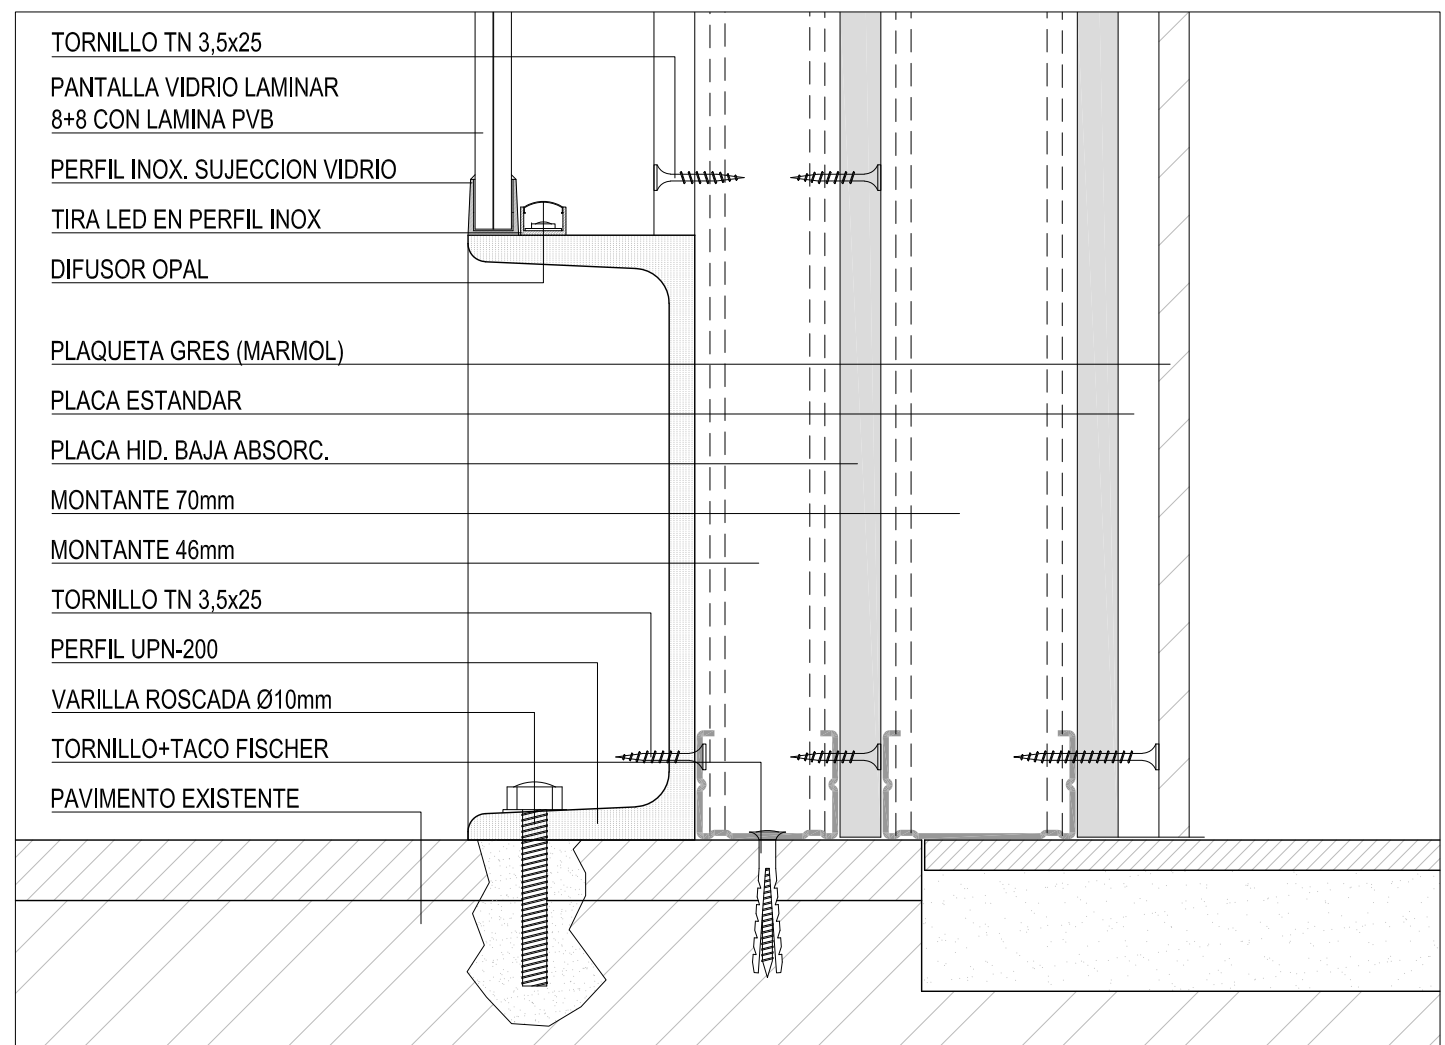 TORNILLO TN 3,5x25
PANTALLA VIDRIO LAMINAR
8+8 CON LAMINA PVB
PERFIL INOX. SUJECCION VIDRIO
TIRA LED EN PERFIL INOX
DIFUSOR OPAL
PLAQUETA GRES (MARMOL)
PLACA ESTANDAR
PLACA HID. BAJA ABSORC.
MONTANTE 70mm
MONTANTE 46mm
TORNILLO TN 3,5x25
PERFIL UPN-200
VARILLA ROSCADA Ø10mm
TORNILLO+TACO FISCHER
PAVIMENTO EXISTENTE